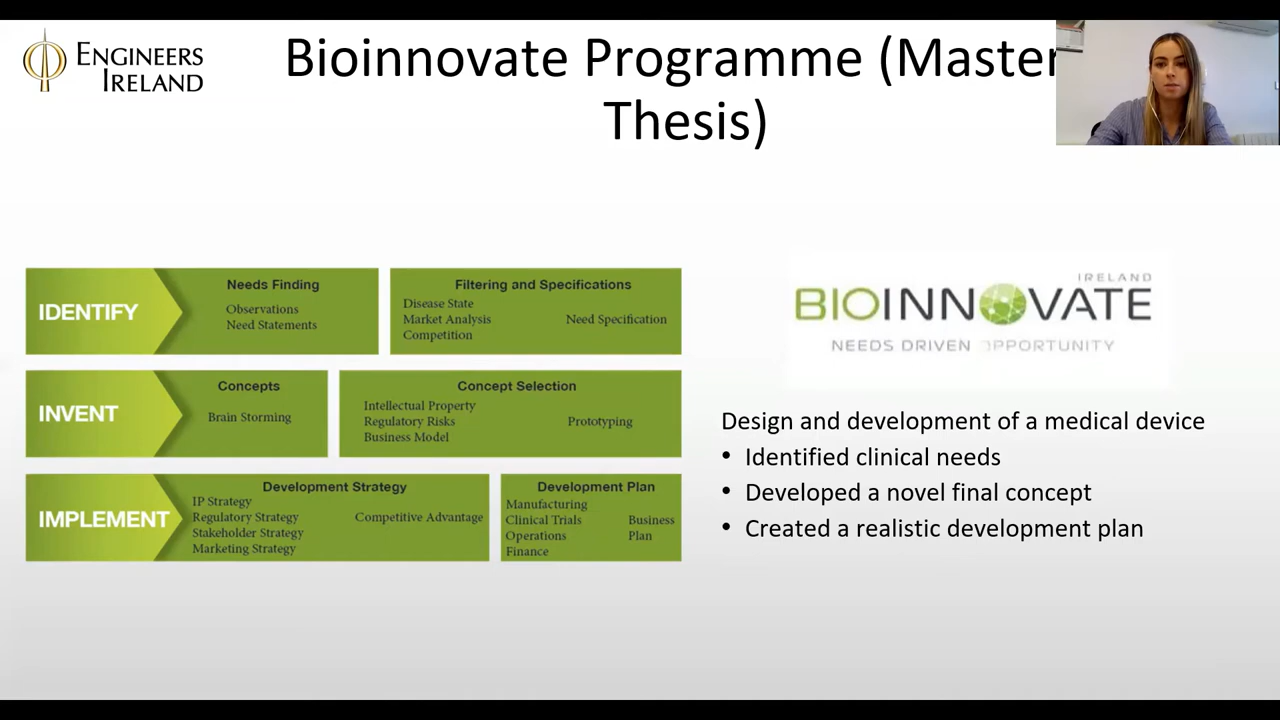 ENGINEERS
IRELAND
Bioinnovate Programme (Master
Thesis)
IDENTIFY
Needs Finding
Observations
Need Statements
Filtering and Specifications
Disease State
Market Analysis
Competition
Need Specification
INVENT
Concepts
Brain Storming
Concept Selection
Intellectual Property
Regulatory Risks
Business Model
Prototyping
IMPLEMENT
Development Strategy
IP Strategy
Regulatory Strategy
Stakeholder Strategy
Marketing Strategy
Competitive Advantage
Development Plan
Manufacturing
Clinical Trials
Operations
Finance
Business
Plan
IRELAND
BIOINNOVATE
NEEDS DRIVEN OPPORTUNITY
Design and development of a medical device
• Identified clinical needs
• Developed a novel final concept
• Created a realistic development plan